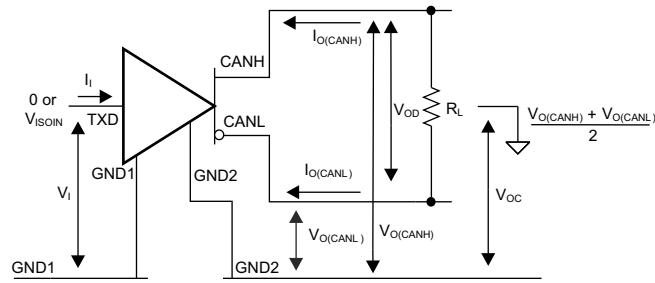 CANH
I_O(CANH)
I_I
0 or
V_ISOIN
TXD
V_OD
R_L
V_O(CANH) + V_O(CANL)
2
CANL
GND1
GND2
I_O(CANL)
V_I
V_OC
V_O(CANL)
V_O(CANH)
GND1
GND2